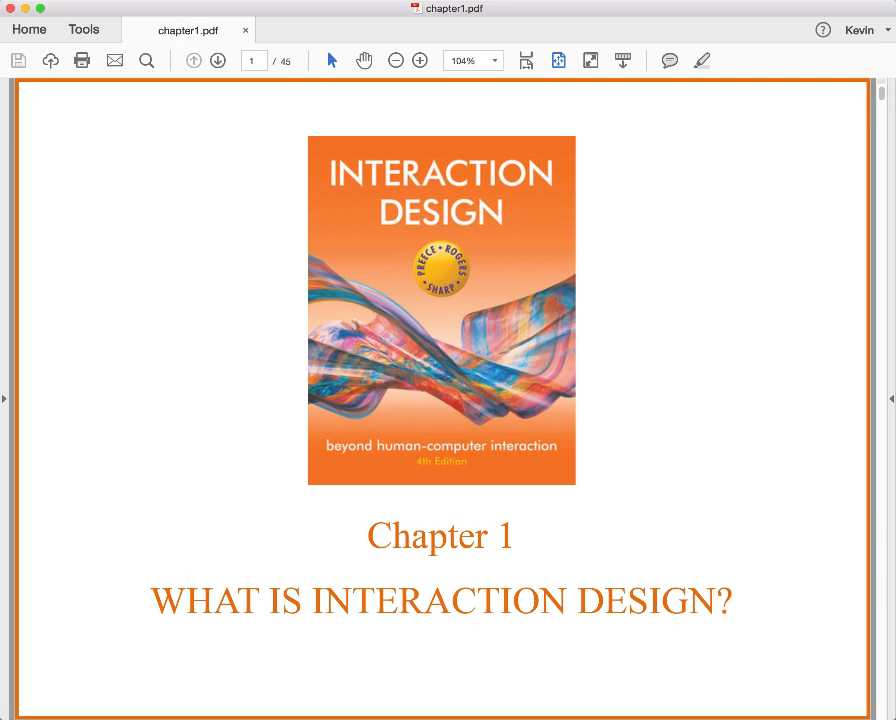 chapter1.pdf
Home
Tools
chapter1.pdf ×
? Kevin
1 / 45
104%
INTERACTION
DESIGN
PREECE • ROGERS
• SHARP •
beyond human-computer interaction
4th Edition
Chapter 1
WHAT IS INTERACTION DESIGN?